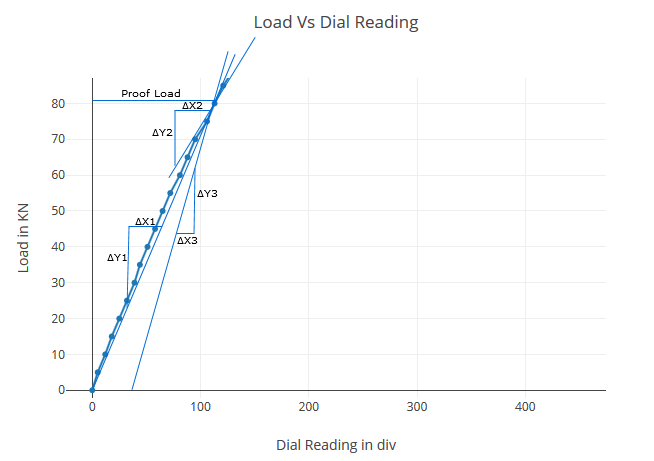 Load Vs Dial Reading
Proof Load
ΔX2
ΔY2
ΔY3
ΔX1
ΔX3
ΔY1
80
70
60
50
40
30
20
10
0
0 100 200 300 400
Load in KN
Dial Reading in div